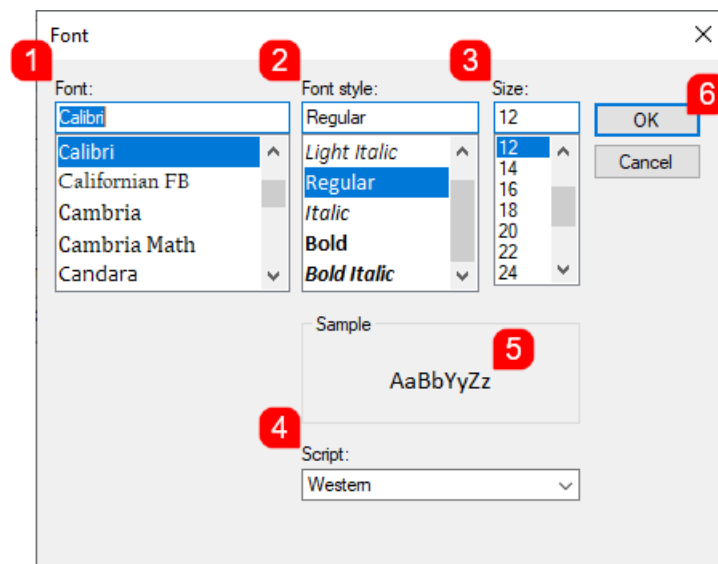 Font
1
2
3
6
Font:
Font style:
Size:
Calibri
Regular
12
OK
Cancel
Calibri
Californian FB
Cambria
Cambria Math
Candara
Light Italic
Regular
Italic
Bold
Bold Italic
12
14
16
18
20
22
24
Sample
5
AaBbYyZz
4
Script:
Western